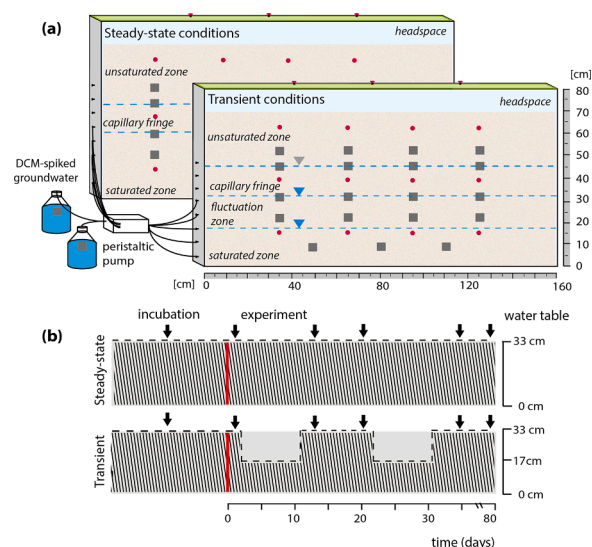 (a)
Steady-state conditions
headspace
unsaturated zone
capillary fringe
saturated zone
DCM-spiked
groundwater
peristaltic
pump
Transient conditions
headspace
unsaturated zone
capillary fringe
fluctuation
zone
saturated zone
[cm]
80
70
60
50
40
30
20
10
0
[cm]
0
40
80
120
160
(b)
incubation
experiment
water table
Steady-state
33 cm
0 cm
Transient
33 cm
17cm
0 cm
0
10
20
30
80
time (days)